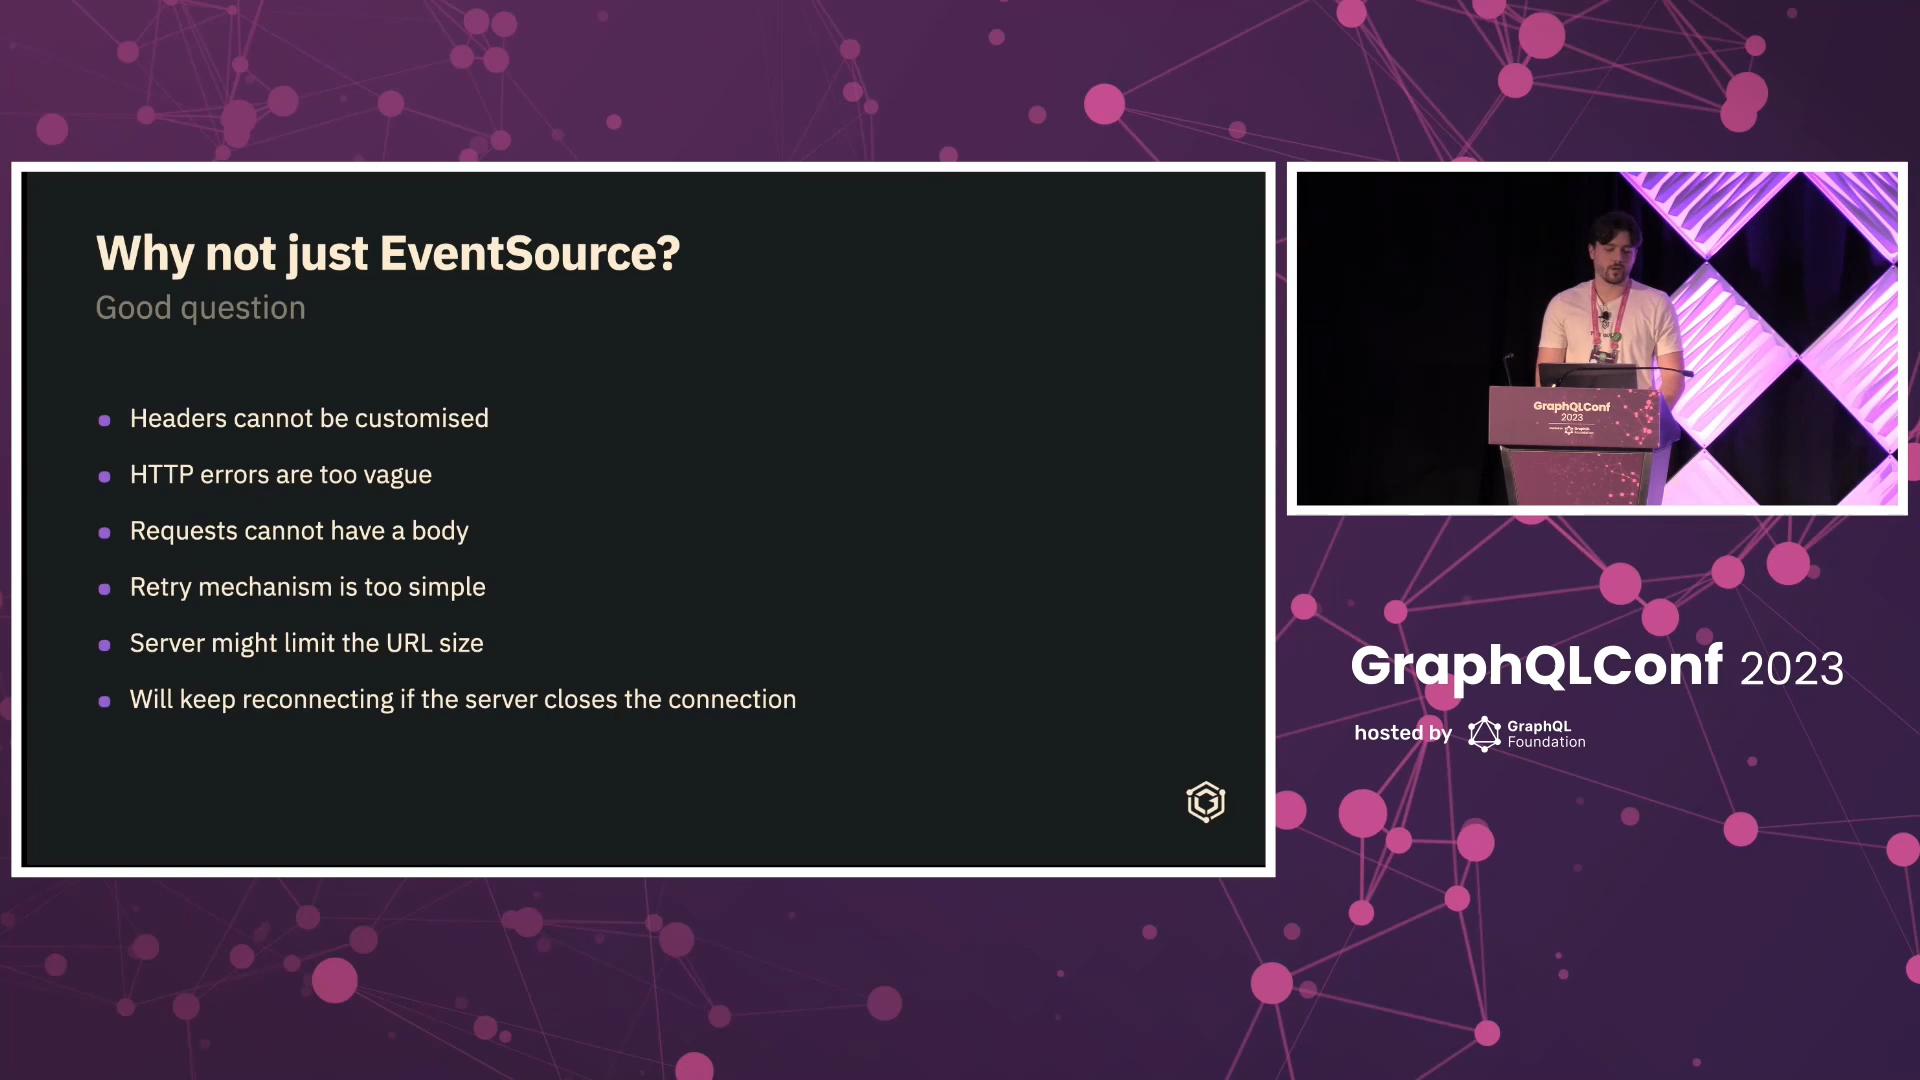 Why not just EventSource?
Good question
Headers cannot be customised
HTTP errors are too vague
Requests cannot have a body
Retry mechanism is too simple
Server might limit the URL size
Will keep reconnecting if the server closes the connection
GraphQLConf
2023
GraphQLConf 2023
hosted by
GraphQL
Foundation